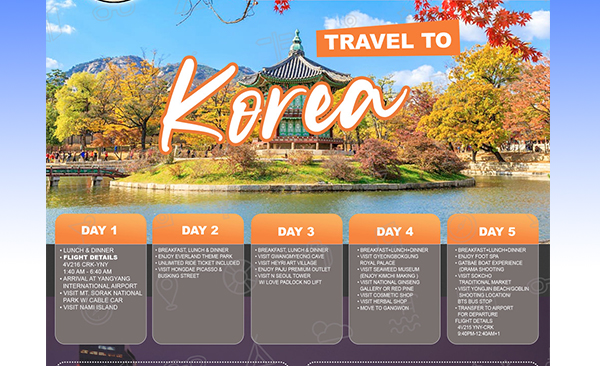 TRAVEL TO
Korea
DAY 1
• LUNCH & DINNER
• FLIGHT DETAILS
4V216 CRK-YNY
1:40 AM - 6:40 AM
• ARRIVAL AT YANGYANG
INTERNATIONAL AIRPORT
• VISIT MT. SORAK NATIONAL
PARK W/ CABLE CAR
• VISIT NAMI ISLAND
DAY 2
• BREAKFAST, LUNCH & DINNER
• ENJOY EVERLAND THEME PARK
• UNLIMITED RIDE TICKET INCLUDED
• VISIT HONGDAE PICASSO &
BUSKING STREET
DAY 3
• BREAKFAST, LUNCH & DINNER
• VISIT GWANGMYEONG CAVE
• VISIT HEYRI ART VILLAGE
• ENJOY PAJU PREMIUM OUTLET
• VISIT N SEOUL TOWER
W/ LOVE PADLOCK NO LIFT
DAY 4
• BREAKFAST+LUNCH+DINNER
• VISIT GYEONGBOKGUNG
ROYAL PALACE
• VISIT SEAWEED MUSEUM
(ENJOY KIMCHI MAKING )
• VISIT NATIONAL GINSENG
GALLERY OR RED PINE
• VISIT COSMETIC SHOP
• VISIT HERBAL SHOP
• MOVE TO GANGWON
DAY 5
• BREAKFAST+LUNCH+DINNER
• ENJOY FOOT SPA
• GATBAE BOAT EXPERIENCE
(DRAMA SHOOTING
• VISIT SOKCHO
TRADITIONAL MARKET
• VISIT YONGJIN BEACH/GOBLIN
SHOOTING LOCATION/
BTS BUS STOP
• TRANSFER TO AIRPORT
FOR DEPARTURE
FLIGHT DETAILS
4V215 YNY-CRK
9:40PM-12:40AM+1